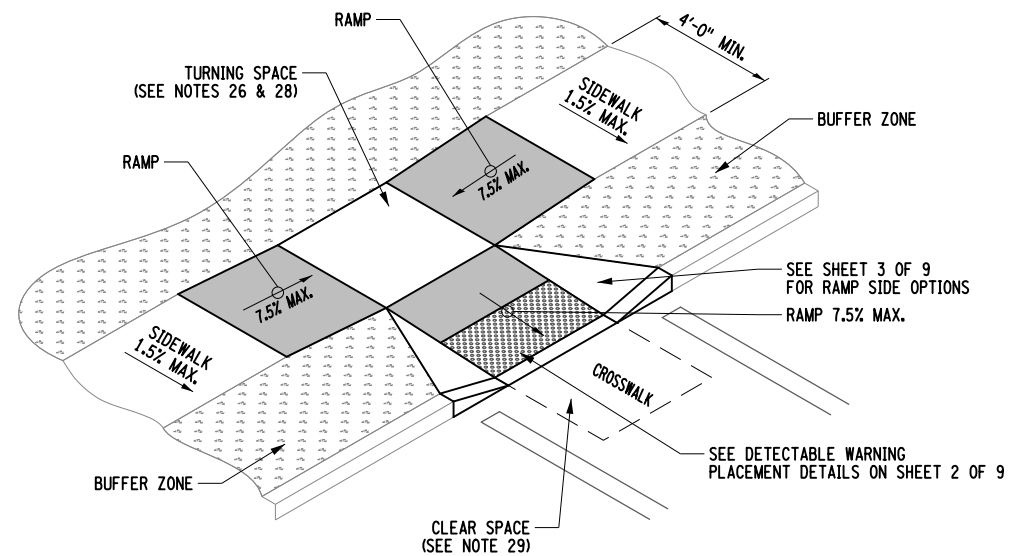 RAMP
4'-0" MIN.
TURNING SPACE
(SEE NOTES 26 & 28)
SIDEWALK
1.5% MAX.
BUFFER ZONE
RAMP
7.5% MAX.
7.5% MAX.
SEE SHEET 3 OF 9
FOR RAMP SIDE OPTIONS
RAMP 7.5% MAX.
SIDEWALK
1.5% MAX.
CROSSWALK
SEE DETECTABLE WARNING
PLACEMENT DETAILS ON SHEET 2 OF 9
BUFFER ZONE
CLEAR SPACE
(SEE NOTE 29)